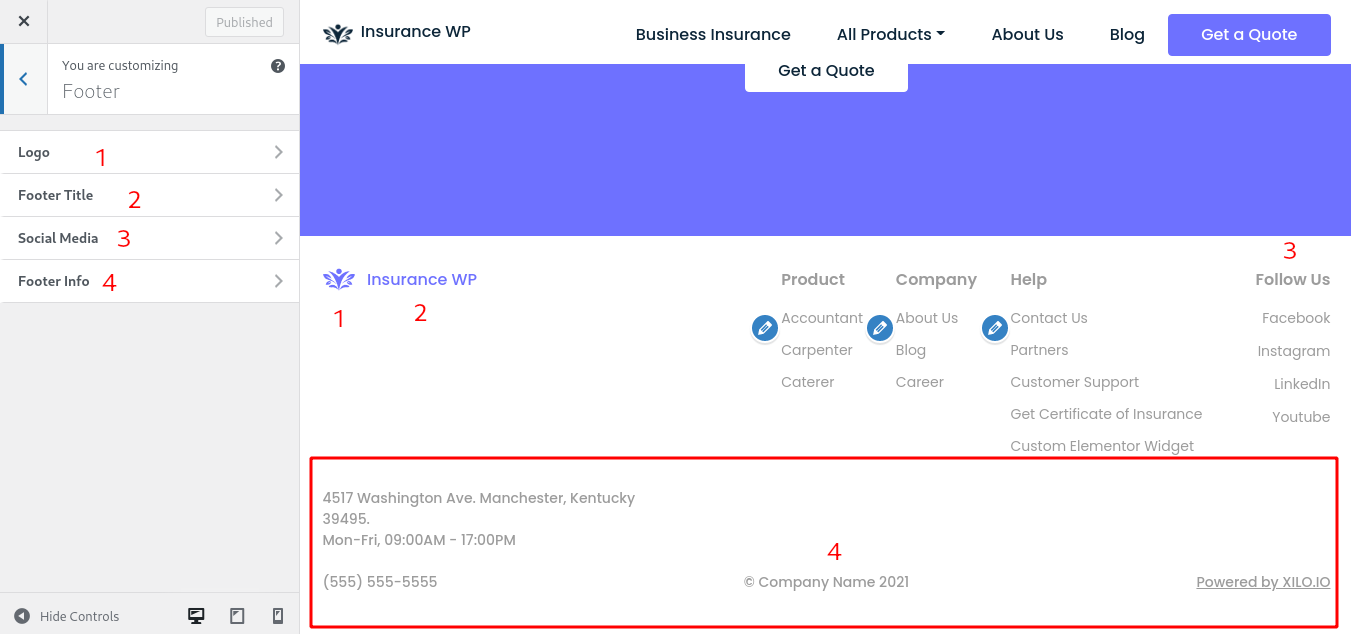 Published
You are customizing
Footer
Logo 1
Footer Title 2
Social Media 3
Footer Info 4
Hide Controls
Insurance WP
Business Insurance All Products About Us Blog Get a Quote
Get a Quote
3
Insurance WP
1 2
Product
Accountant
Carpenter
Caterer
Company
About Us
Blog
Career
Help
Contact Us
Partners
Customer Support
Get Certificate of Insurance
Custom Elementor Widget
Follow Us
Facebook
Instagram
LinkedIn
Youtube
4517 Washington Ave. Manchester, Kentucky
39495.
Mon-Fri, 09:00AM - 17:00PM
4
(555) 555-5555 © Company Name 2021 Powered by XILO.IO